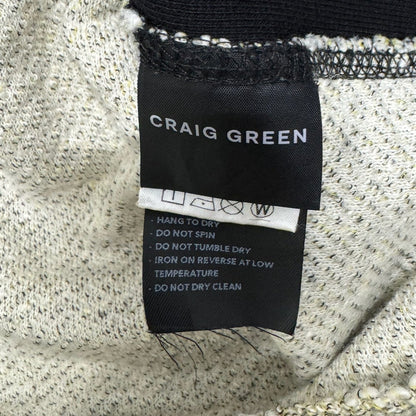 CRAIG GREEN
W
- HANG TO DRY
- DO NOT SPIN
- DO NOT TUMBLE DRY
- IRON ON REVERSE AT LOW
TEMPERATURE
- DO NOT DRY CLEAN